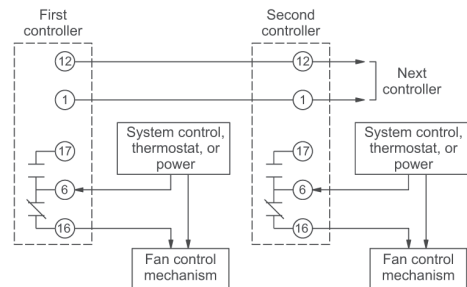 First
controller
Second
controller
12
12
Next
controller
1
1
System control,
thermostat, or
power
System control,
thermostat, or
power
17
17
6
6
16
16
Fan control
mechanism
Fan control
mechanism